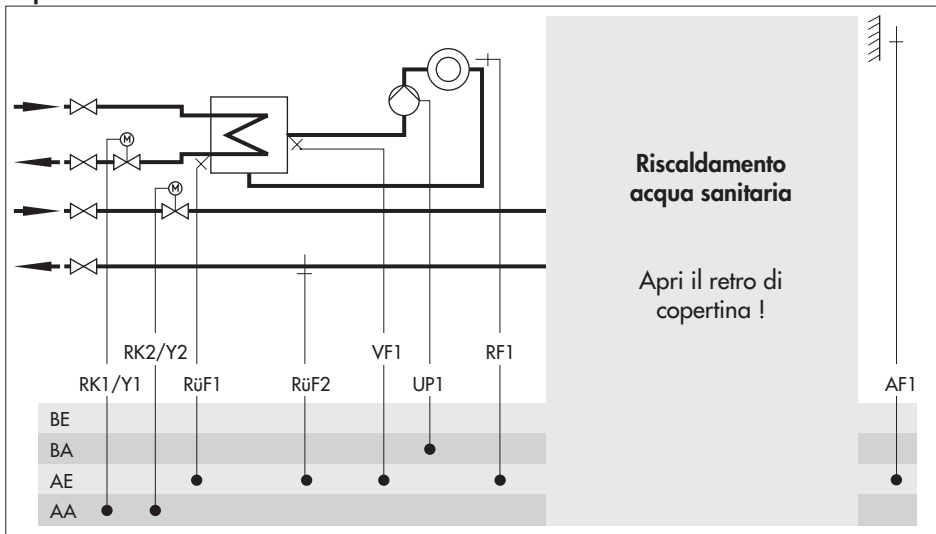 M
M
Riscaldamento
acqua sanitaria
Apri il retro di
copertina !
RK2/Y2
VF1
RF1
RK1/Y1
RüF1
RüF2
UP1
AF1
BE
BA
AE
AA